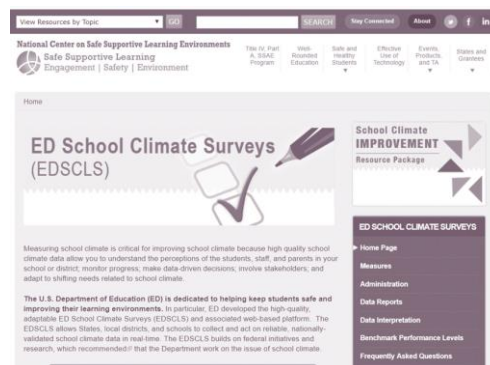 View Resources by Topic
GO
SEARCH
Stay Connected
About
f
in
National Center on Safe Supportive Learning Environments
Safe Supportive Learning
Engagement | Safety | Environment
Title IV, Part
A, SSAE
Program
Well-
Rounded
Education
Safe and
Healthy
Students
Effective
Use of
Technology
Events,
Products,
and TA
States and
Grantees
Home
ED School Climate Surveys
(EDSCLS)
School Climate
IMPROVEMENT
Resource Package
Measuring school climate is critical for improving school climate because high quality school
climate data allow you to understand the perceptions of the students, staff, and parents in your
school or district; monitor progress; make data-driven decisions; involve stakeholders; and
adapt to shifting needs related to school climate.
The U.S. Department of Education (ED) is dedicated to helping keep students safe and
improving their learning environments. In particular, ED developed the high-quality,
adaptable ED School Climate Surveys (EDSCLS) and associated web-based platform. The
EDSCLS allows States, local districts, and schools to collect and act on reliable, nationally-
validated school climate data in real-time. The EDSCLS builds on federal initiatives and
research, which recommended that the Department work on the issue of school climate.
ED SCHOOL CLIMATE SURVEYS
Home Page
Measures
Administration
Data Reports
Data Interpretation
Benchmark Performance Levels
Frequently Asked Questions